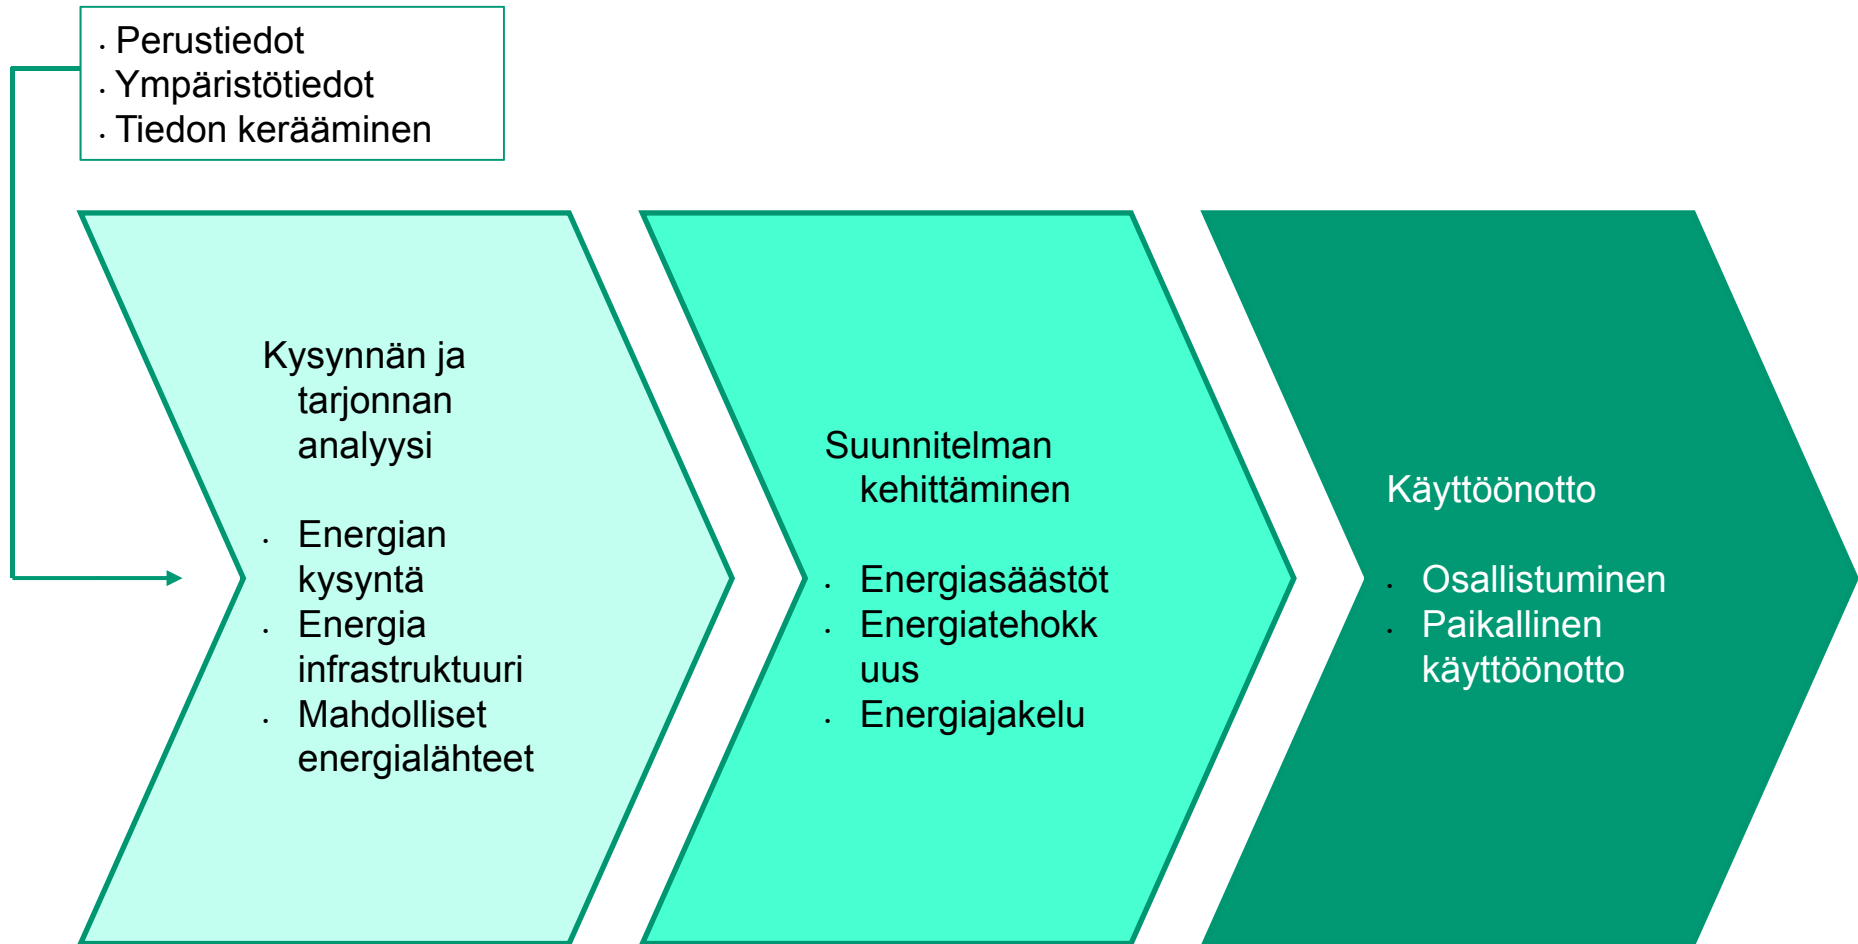 · Perustiedot
· Ympäristötiedot
· Tiedon kerääminen
Kysynnän ja
tarjonnan
analyysi
· Energian
kysyntä
· Energia
infrastruktuuri
· Mahdolliset
energialähteet
Suunnitelman
kehittäminen
· Energiasäästöt
· Energiatehokk
uus
· Energiajakelu
Käyttöönotto
· Osallistuminen
· Paikallinen
käyttöönotto